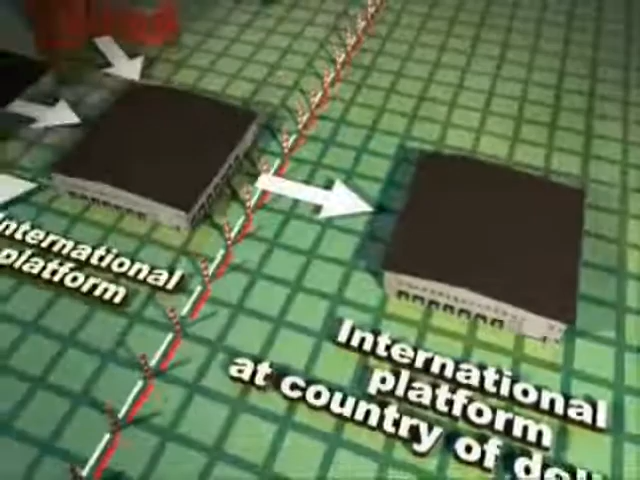 International
platform
International
platform
at country of